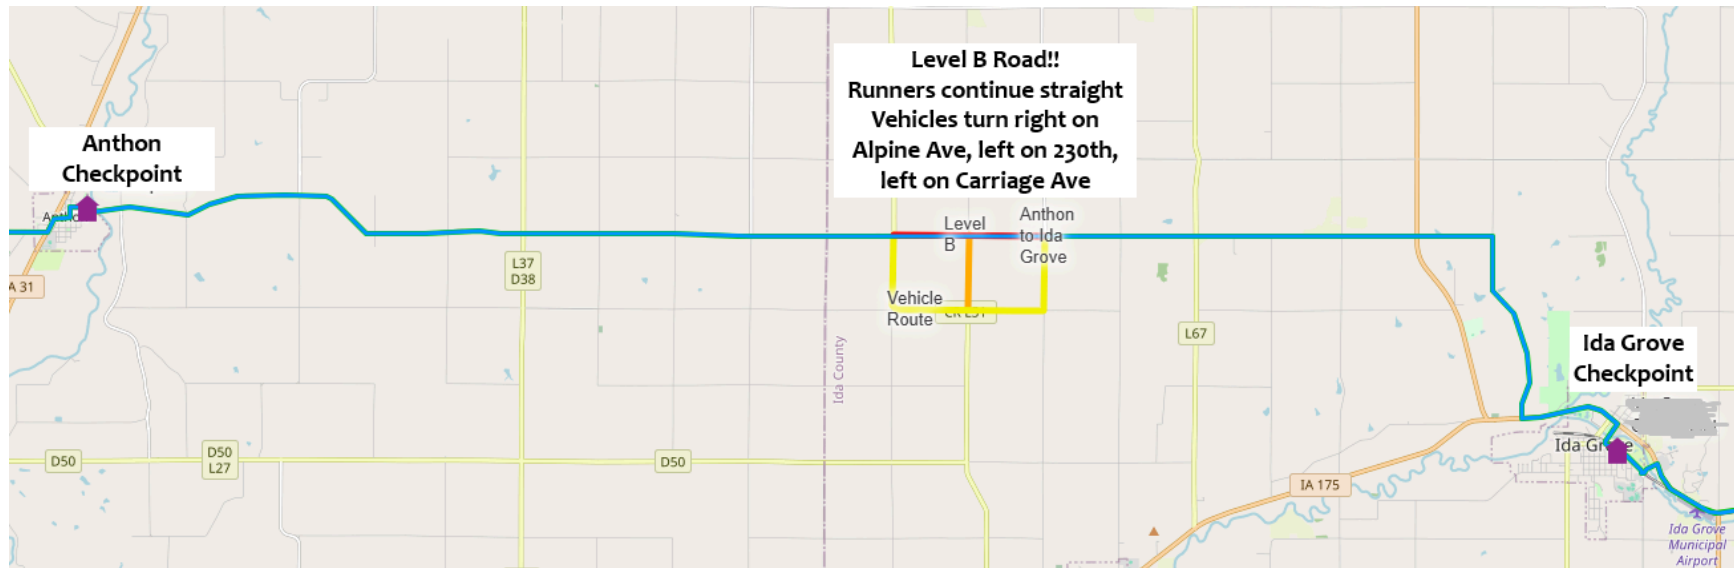 Level B Road!!
Runners continue straight
Vehicles turn right on
Alpine Ave, left on 230th,
left on Carriage Ave
Anthon
Checkpoint
Level
B
Anthon
to Ida
Grove
L37
D38
A 31
Vehicle
Route
L67
Ida County
Ida Grove
Checkpoint
D50
D50
L27
D50
Ida Grove
IA 175
Ida Grove
Municipal
Airport